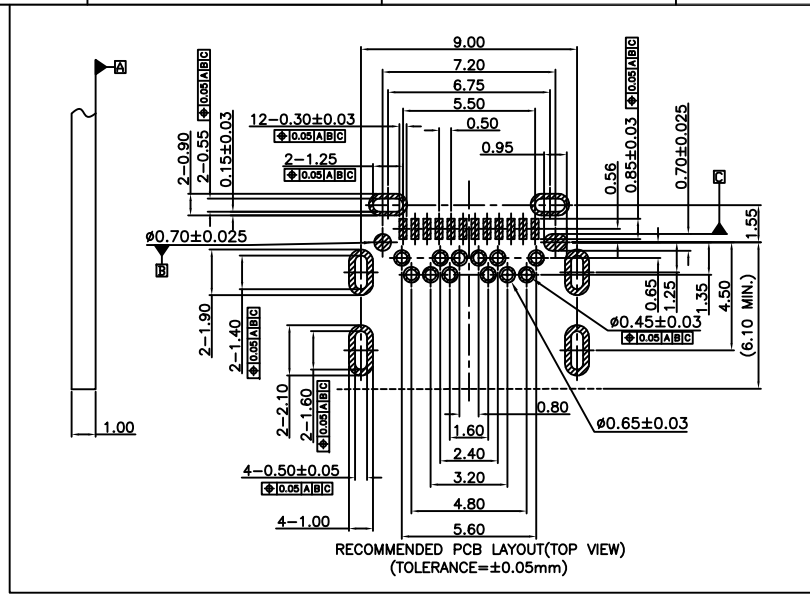 9.00
7.20
6.75
5.50
12-0.30±0.03
⌖ 0.05 A B C
0.50
2-1.25
⌖ 0.05 A B C
0.95
A
2-0.90
2-0.55
⌖ 0.05 A B C
0.15±0.03
0.56
0.85±0.03
⌖ 0.05 A B C
0.70±0.025
C
1.55
ø0.70±0.025
B
2-1.90
2-1.40
⌖ 0.05 A B C
0.65
1.25
1.35
4.50
(6.10 MIN.)
ø0.45±0.03
⌖ 0.05 A B C
2-2.10
2-1.60
⌖ 0.05 A B C
0.80
ø0.65±0.03
1.00
1.60
2.40
4-0.50±0.05
⌖ 0.05 A B C
3.20
4.80
4-1.00
5.60
RECOMMENDED PCB LAYOUT(TOP VIEW)
(TOLERANCE=±0.05mm)